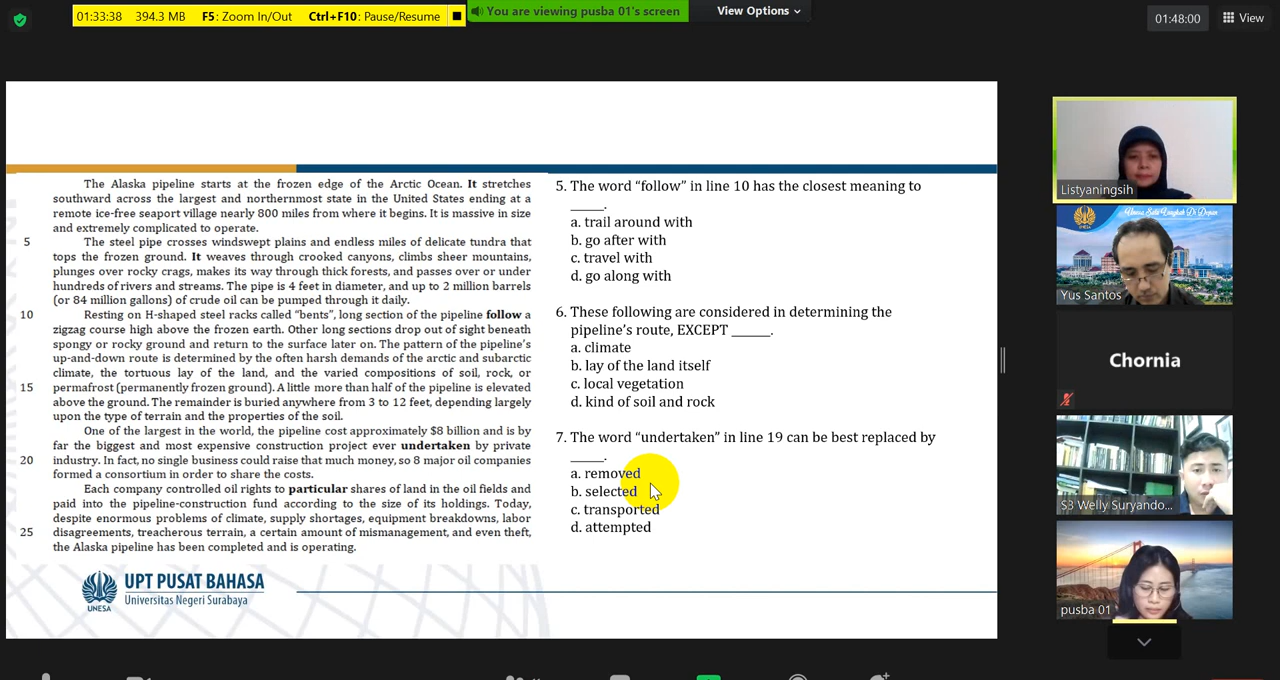 01:33:38 394.3 MB F5: Zoom In/Out Ctrl+F10: Pause/Resume
You are viewing pusba 01's screen
View Options
01:48:00
View
The Alaska pipeline starts at the frozen edge of the Arctic Ocean. It stretches
southward across the largest and northernmost state in the United States ending at a
remote ice-free seaport village nearly 800 miles from where it begins. It is massive in size
and extremely complicated to operate.
5 The steel pipe crosses windswept plains and endless miles of delicate tundra that
tops the frozen ground. It weaves through crooked canyons, climbs sheer mountains,
plunges over rocky crags, makes its way through thick forests, and passes over or under
hundreds of rivers and streams. The pipe is 4 feet in diameter, and up to 2 million barrels
(or 84 million gallons) of crude oil can be pumped through it daily.
10 Resting on H-shaped steel racks called "bents", long section of the pipeline follow a
zigzag course high above the frozen earth. Other long sections drop out of sight beneath
spongy or rocky ground and return to the surface later on. The pattern of the pipeline's
up-and-down route is determined by the often harsh demands of the arctic and subarctic
climate, the tortuous lay of the land, and the varied compositions of soil, rock, or
15 permafrost (permanently frozen ground). A little more than half of the pipeline is elevated
above the ground. The remainder is buried anywhere from 3 to 12 feet, depending largely
upon the type of terrain and the properties of the soil.
One of the largest in the world, the pipeline cost approximately $8 billion and is by
far the biggest and most expensive construction project ever undertaken by private
20 industry. In fact, no single business could raise that much money, so 8 major oil companies
formed a consortium in order to share the costs.
Each company controlled oil rights to particular shares of land in the oil fields and
paid into the pipeline-construction fund according to the size of its holdings. Today,
despite enormous problems of climate, supply shortages, equipment breakdowns, labor
25 disagreements, treacherous terrain, a certain amount of mismanagement, and even theft,
the Alaska pipeline has been completed and is operating.
5. The word "follow" in line 10 has the closest meaning to
_____.
a. trail around with
b. go after with
c. travel with
d. go along with
6. These following are considered in determining the
pipeline's route, EXCEPT _____.
a. climate
b. lay of the land itself
c. local vegetation
d. kind of soil and rock
7. The word "undertaken" in line 19 can be best replaced by
_____.
a. removed
b. selected
c. transported
d. attempted
UNESA
UPT PUSAT BAHASA
Universitas Negeri Surabaya
Listyaningsih
UNESA
"Unesa Satu Langkah Di Depan"
Yus Santos
Chornia
S3 Welly Suryando...
pusba 01